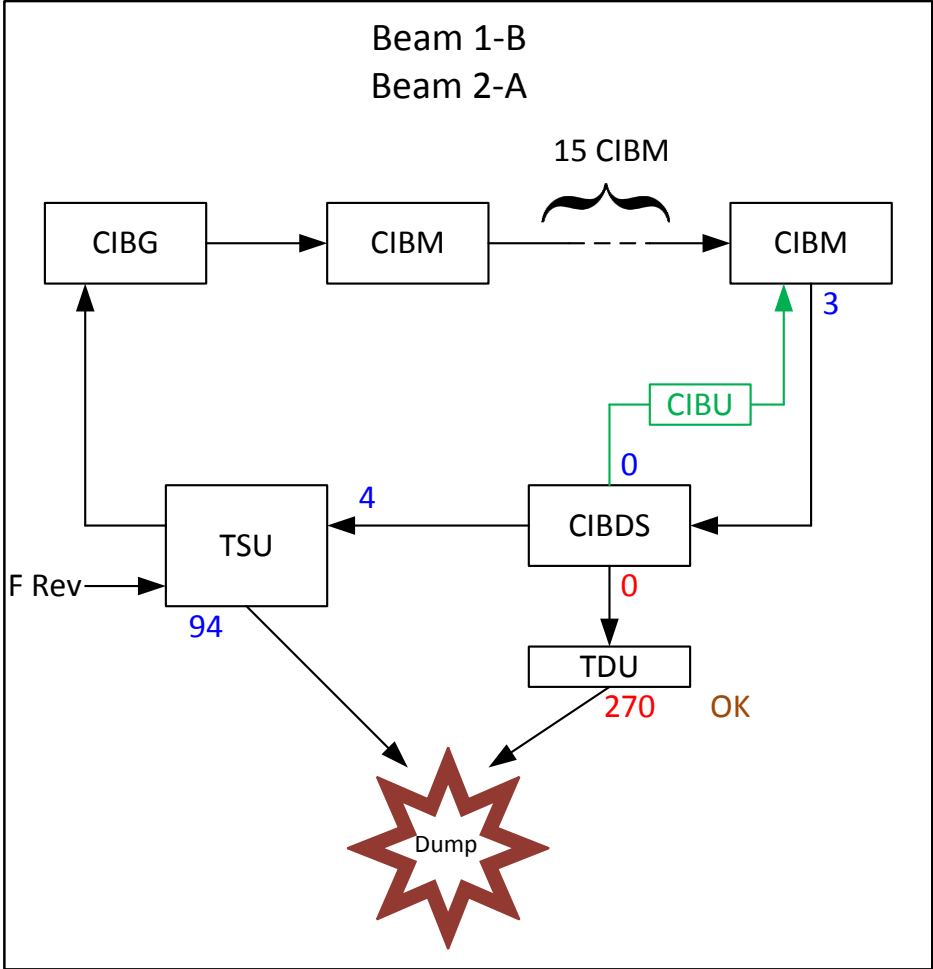 Beam 1-B
Beam 2-A
15 CIBM
CIBG
CIBM
CIBM
3
CIBU
0
4
TSU
CIBDS
F Rev
0
94
TDU
270
OK
Dump